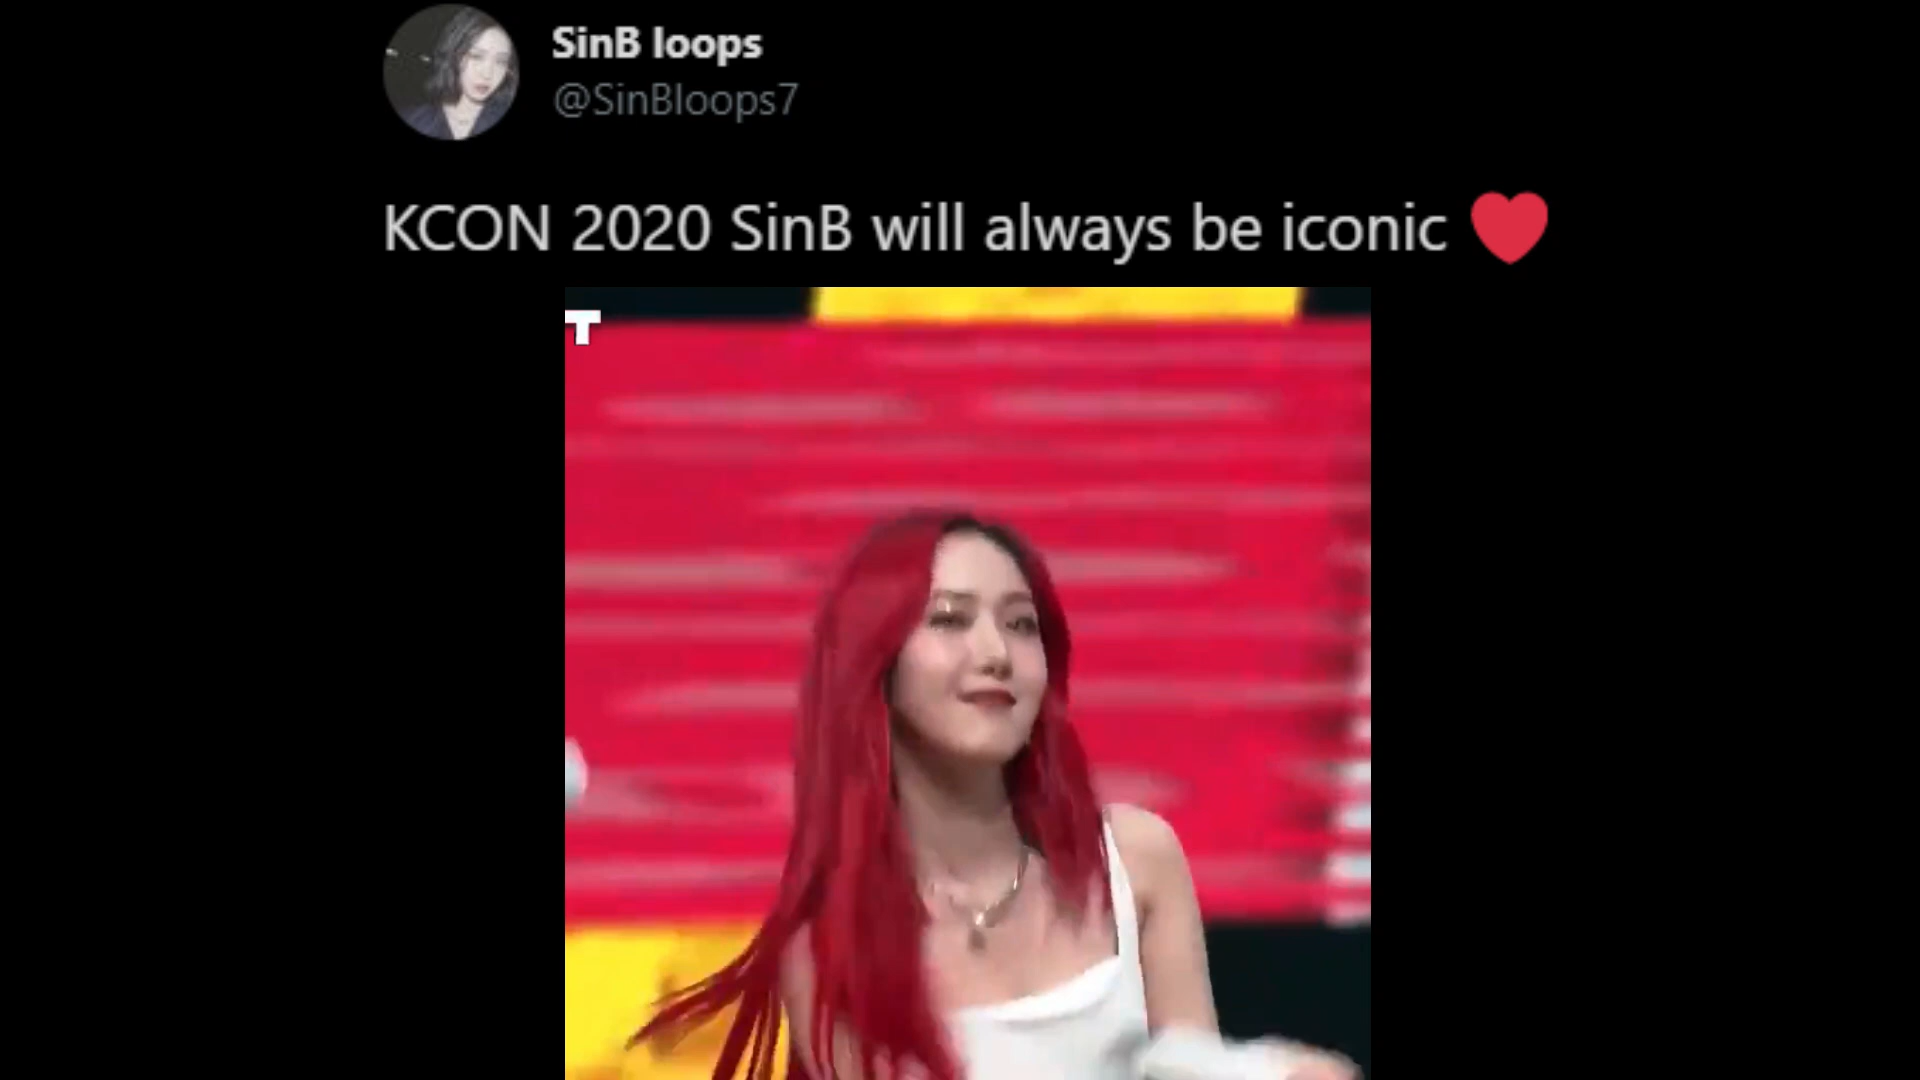 SinB loops
@SinBloops7
KCON 2020 SinB will always be iconic ❤️
T